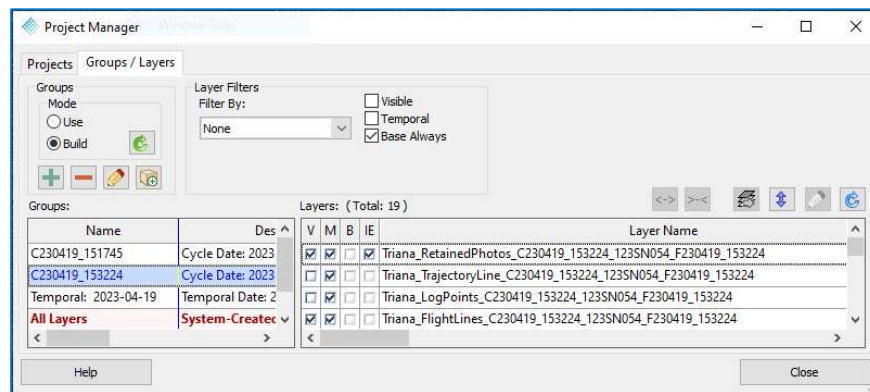 Project Manager
Projects Groups / Layers
Groups
Mode
Use
Build
Layer Filters
Filter By:
None
Visible
Temporal
Base Always
Groups:
Name Des
C230419_151745 Cycle Date: 2023
C230419_153224 Cycle Date: 2023
Temporal: 2023-04-19 Temporal Date: 2
All Layers System-Created
Layers: (Total: 19)
<-> >-<
V M B IE Layer Name
Triana_RetainedPhotos_C230419_153224_123SN054_F230419_153224
Triana_TrajectoryLine_C230419_153224_123SN054_F230419_153224
Triana_LogPoints_C230419_153224_123SN054_F230419_153224
Triana_FlightLines_C230419_153224_123SN054_F230419_153224
Help Close